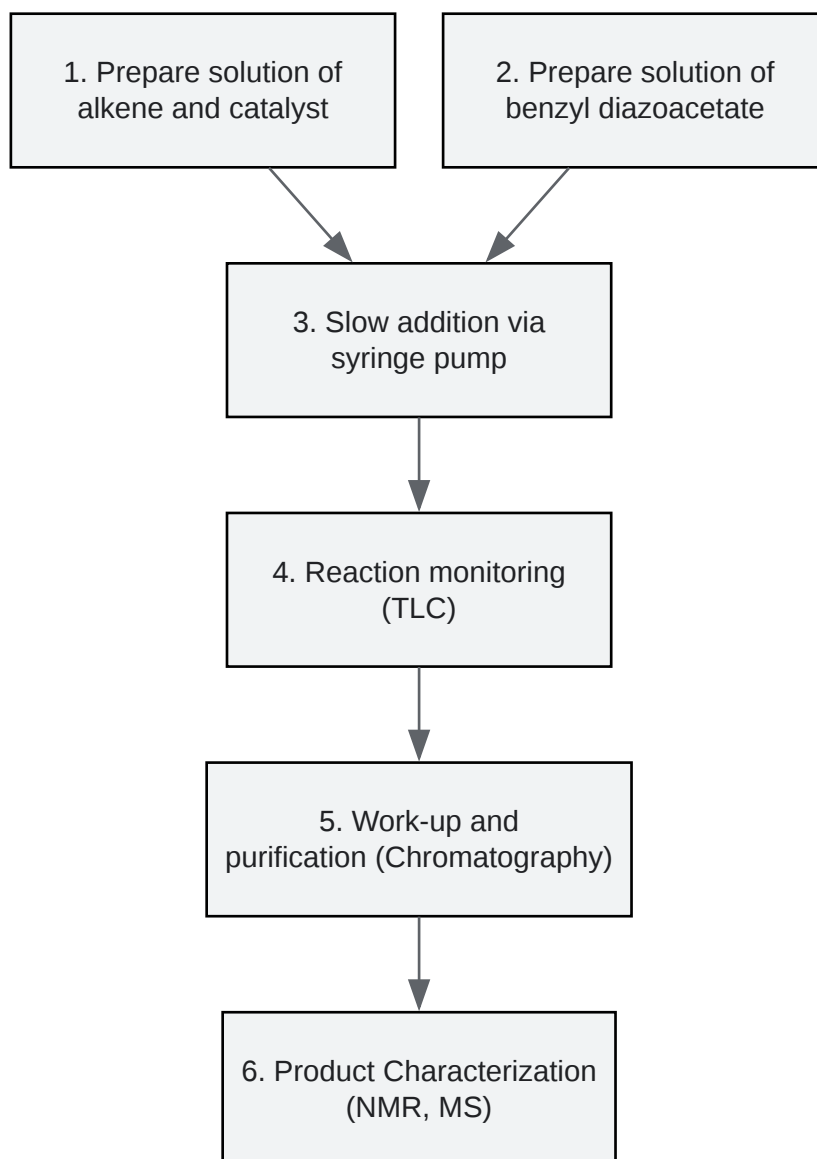 1. Prepare solution of
alkene and catalyst
2. Prepare solution of
benzyl diazoacetate
3. Slow addition via
syringe pump
4. Reaction monitoring
(TLC)
5. Work-up and
purification (Chromatography)
6. Product Characterization
(NMR, MS)